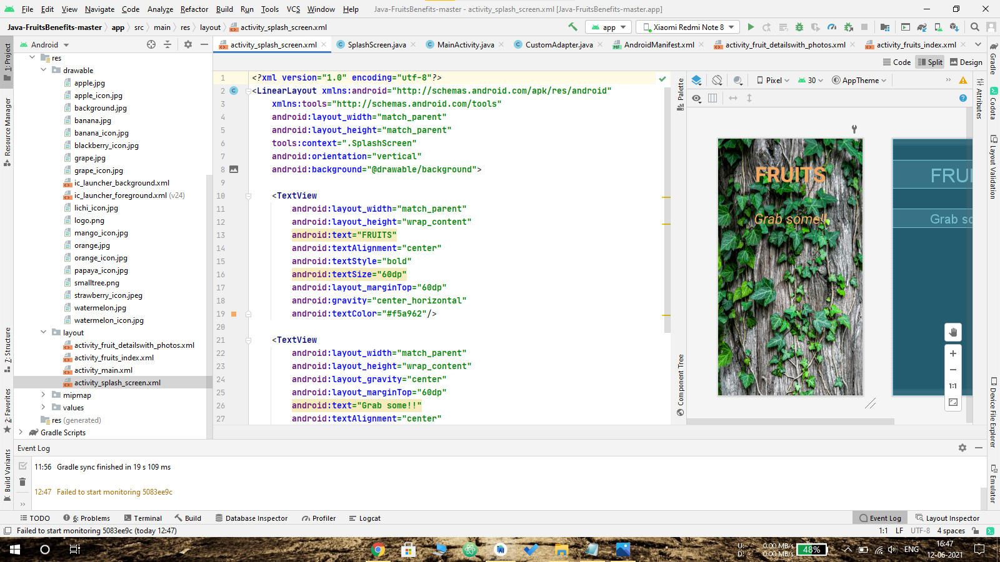 File Edit View Navigate Code Analyze Refactor Build Run Tools VCS Window Help Java-FruitsBenefits-master - activity_splash_screen.xml [Java-FruitsBenefits-master.app]
Java-FruitsBenefits-master app src main res layout activity_splash_screen.xml app Xiaomi Redmi Note 8
Android
activity_splash_screen.xml SplashScreen.java MainActivity.java CustomAdapter.java AndroidManifest.xml activity_fruit_detailswith_photos.xml activity_fruits_index.xml
Code Split Design
1: Project
Resource Manager
7: Structure
2: Favorites
Build Variants
res
drawable
apple.jpg
apple_icon.jpg
background.jpg
banana.jpg
banana_icon.jpg
blackberry_icon.jpg
grape.jpg
grape_icon.jpg
ic_launcher_background.xml
ic_launcher_foreground.xml (v24)
lichi_icon.jpg
logo.png
mango_icon.jpg
orange.jpg
orange_icon.jpg
papaya_icon.jpg
smalltree.png
strawberry_icon.jpeg
watermelon.jpg
watermelon_icon.jpg
layout
activity_fruit_detailswith_photos.xml
activity_fruits_index.xml
activity_main.xml
activity_splash_screen.xml
mipmap
values
res (generated)
Gradle Scripts
1 <?xml version="1.0" encoding="utf-8"?>
2 <LinearLayout xmlns:android="http://schemas.android.com/apk/res/android"
3 xmlns:tools="http://schemas.android.com/tools"
4 android:layout_width="match_parent"
5 android:layout_height="match_parent"
6 tools:context=".SplashScreen"
7 android:orientation="vertical"
8 android:background="@drawable/background">
9
10 <TextView
11 android:layout_width="match_parent"
12 android:layout_height="wrap_content"
13 android:text="FRUITS"
14 android:textAlignment="center"
15 android:textStyle="bold"
16 android:textSize="60dp"
17 android:layout_marginTop="60dp"
18 android:gravity="center_horizontal"
19 android:textColor="#f5a962"/>
20
21 <TextView
22 android:layout_width="match_parent"
23 android:layout_height="wrap_content"
24 android:layout_gravity="center"
25 android:layout_marginTop="60dp"
26 android:text="Grab some!!"
27 android:textAlignment="center"
Palette
Component Tree
Pixel 30 AppTheme
FRUITS
Grab some!!
FRUI
Grab so
1:1
Attributes
Gradle
Codota
Layout Validation
Device File Explorer
Emulator
Event Log
11:56 Gradle sync finished in 19 s 109 ms
12:47 Failed to start monitoring 5083ee9c
TODO 6: Problems Terminal Build Database Inspector Profiler Logcat Event Log Layout Inspector
Failed to start monitoring 5083ee9c (today 12:47) 1:1 LF UTF-8 4 spaces
U: 0.00 MB/s
D: 0.00 MB/s
48%
ENG
16:47
12-06-2021